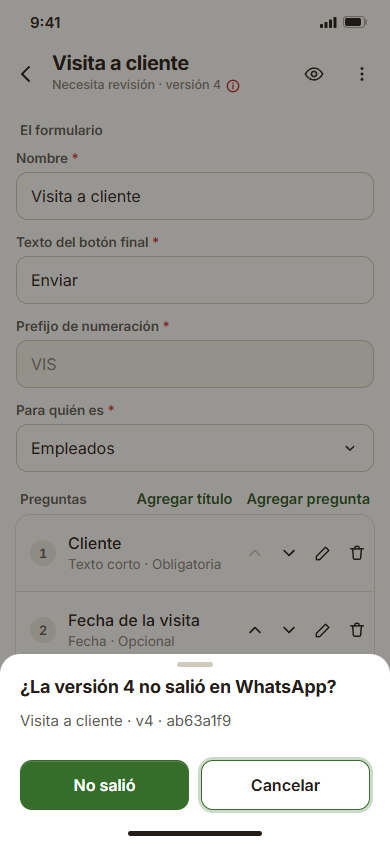 9:41
Visita a cliente
Necesita revisión · versión 4
El formulario
Nombre *
Visita a cliente
Texto del botón final *
Enviar
Prefijo de numeración *
VIS
Para quién es *
Empleados
Preguntas Agregar título Agregar pregunta
1 Cliente
Texto corto · Obligatoria
2 Fecha de la visita
Fecha · Opcional
¿La versión 4 no salió en WhatsApp?
Visita a cliente · v4 · ab63a1f9
No salió Cancelar